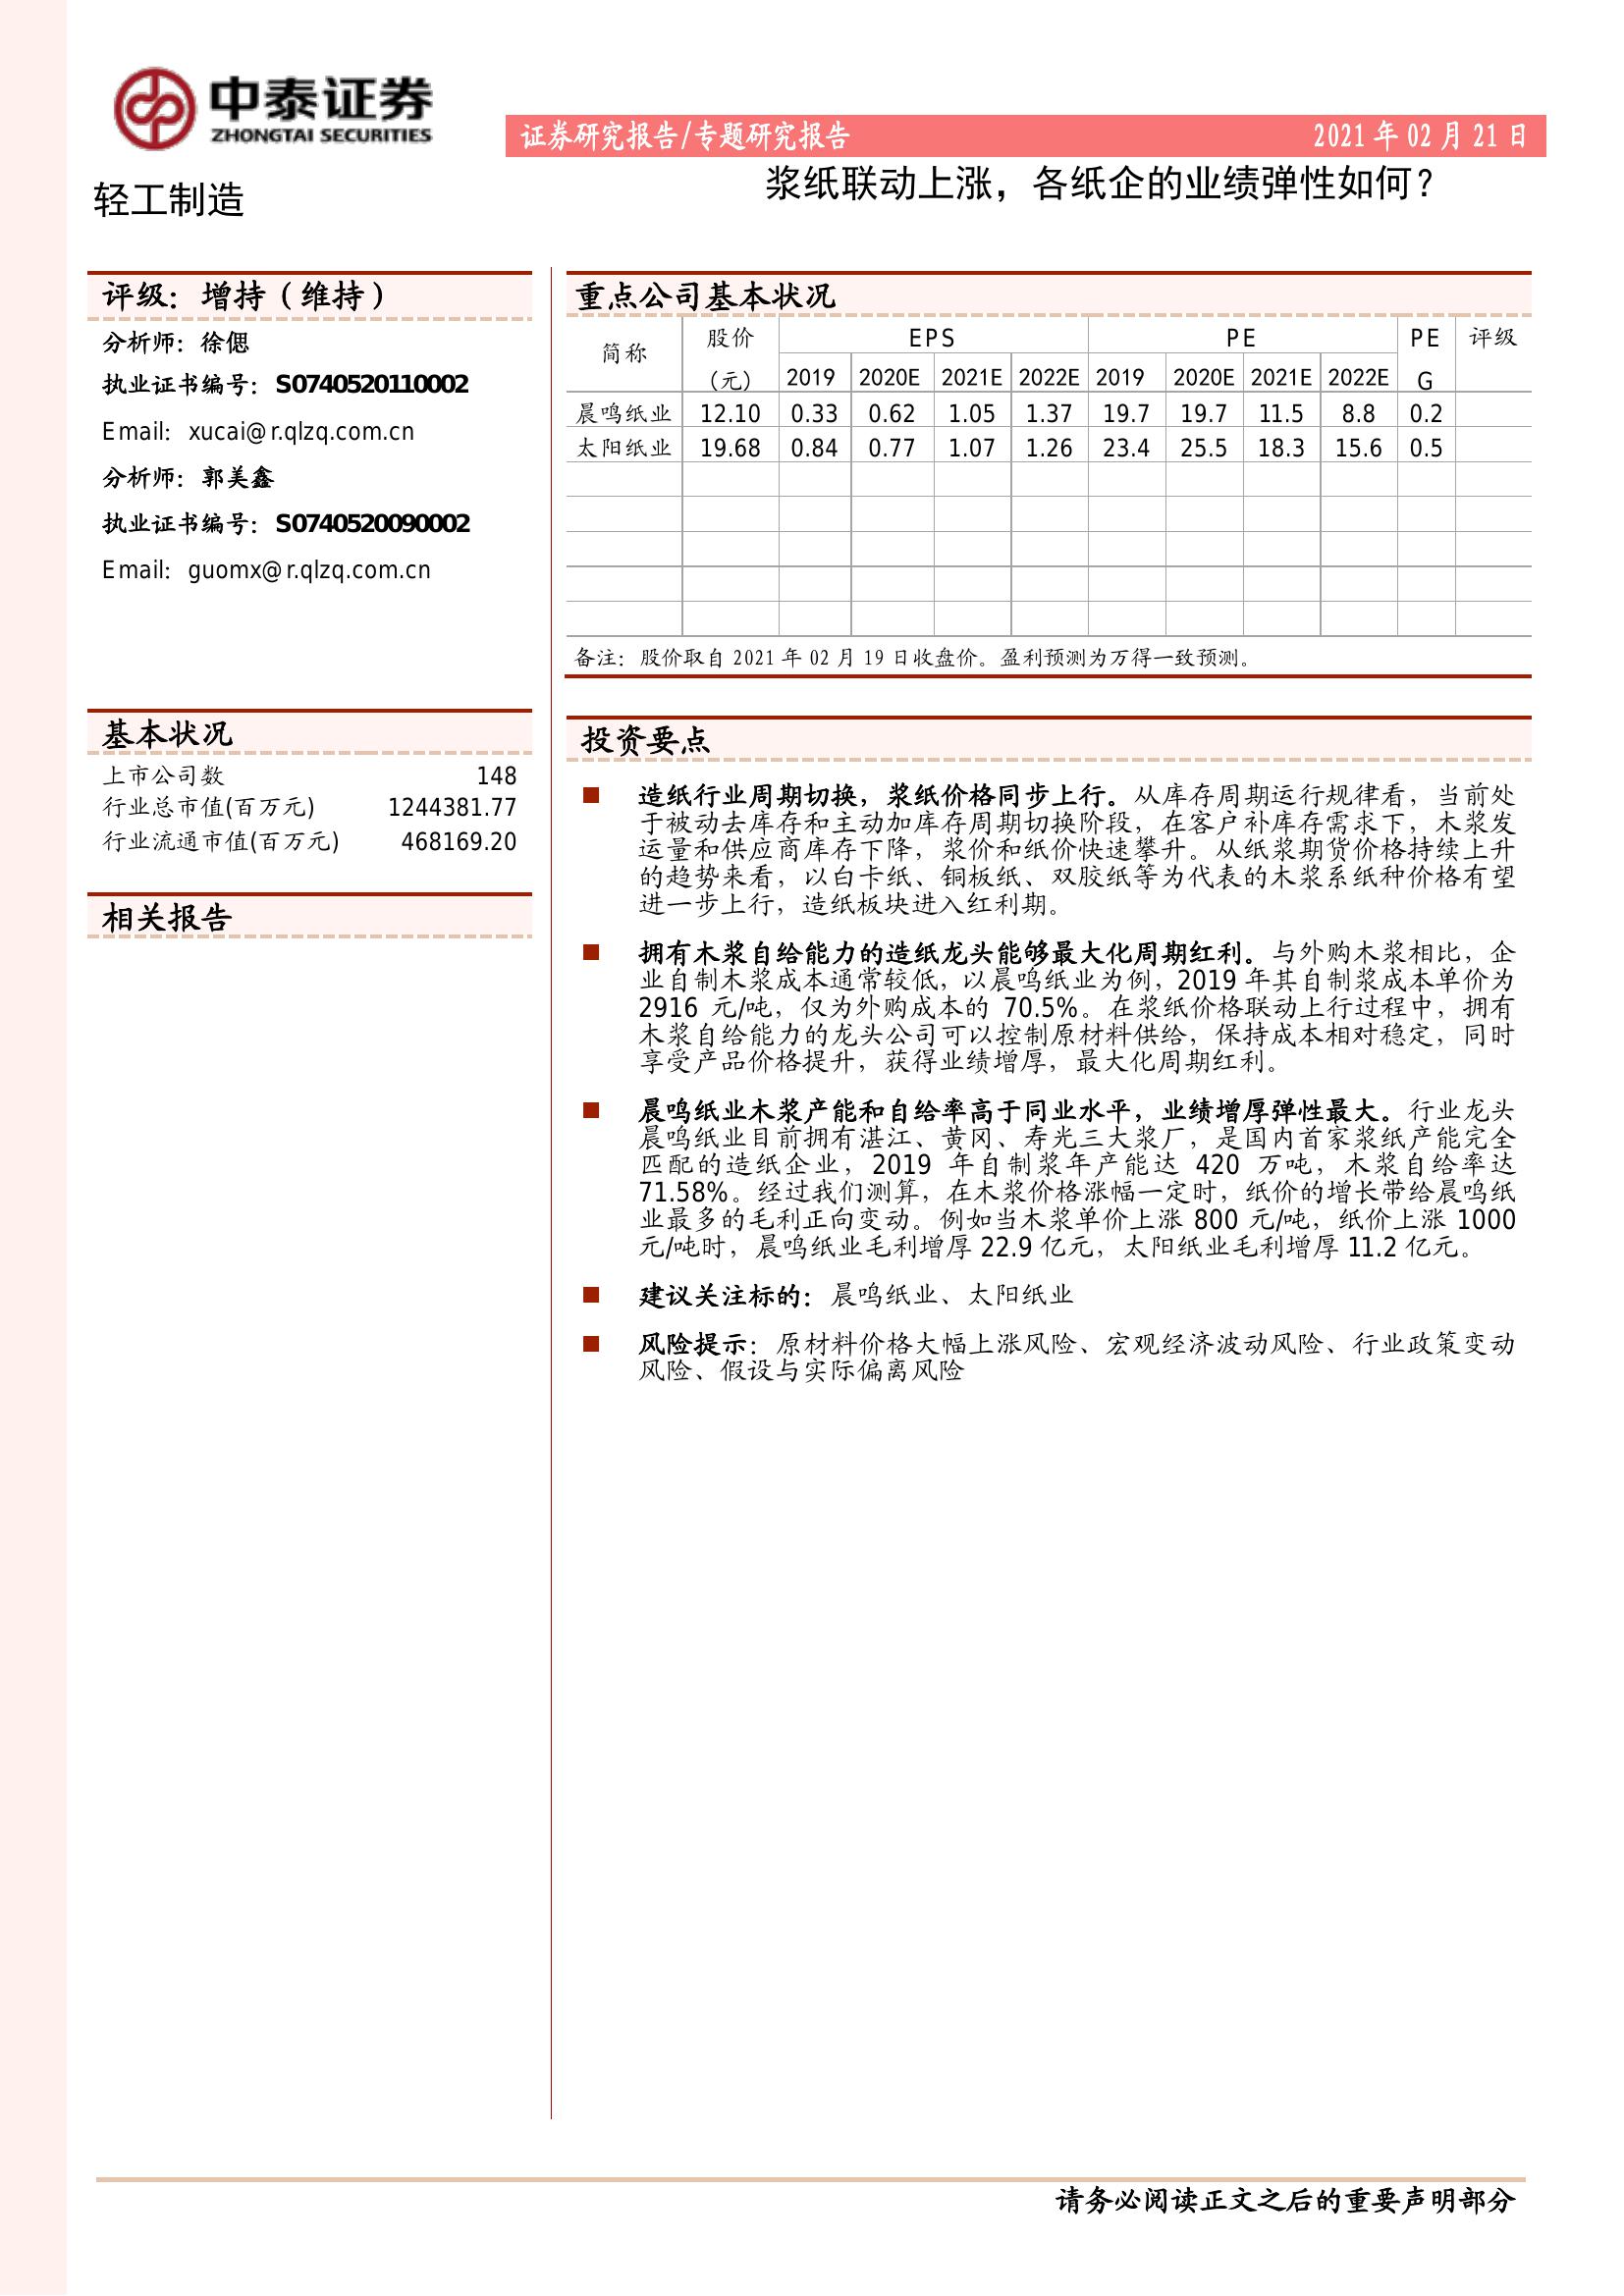 中泰证券
ZHONGTAI SECURITIES
证券研究报告/专题研究报告 2021 年 02 月 21 日
轻工制造
浆纸联动上涨，各纸企的业绩弹性如何？
评级：增持（维持）
分析师：徐偲
执业证书编号：S0740520110002
Email：xucai@r.qlzq.com.cn
分析师：郭美鑫
执业证书编号：S0740520090002
Email：guomx@r.qlzq.com.cn
基本状况
上市公司数 148
行业总市值(百万元) 1244381.77
行业流通市值(百万元) 468169.20
相关报告
重点公司基本状况
简称 股价 EPS PE PE 评级
（元） 2019 2020E 2021E 2022E 2019 2020E 2021E 2022E G
晨鸣纸业 12.10 0.33 0.62 1.05 1.37 19.7 19.7 11.5 8.8 0.2
太阳纸业 19.68 0.84 0.77 1.07 1.26 23.4 25.5 18.3 15.6 0.5
备注：股价取自 2021 年 02 月 19 日收盘价。盈利预测为万得一致预测。
投资要点
■ 造纸行业周期切换，浆纸价格同步上行。从库存周期运行规律看，当前处
于被动去库存和主动加库存周期切换阶段，在客户补库存需求下，木浆发
运量和供应商库存下降，浆价和纸价快速攀升。从纸浆期货价格持续上升
的趋势来看，以白卡纸、铜板纸、双胶纸等为代表的木浆系纸种价格有望
进一步上行，造纸板块进入红利期。
■ 拥有木浆自给能力的造纸龙头能够最大化周期红利。与外购木浆相比，企
业自制木浆成本通常较低，以晨鸣纸业为例，2019 年其自制浆成本单价为
2916 元/吨，仅为外购成本的 70.5%。在浆纸价格联动上行过程中，拥有
木浆自给能力的龙头公司可以控制原材料供给，保持成本相对稳定，同时
享受产品价格提升，获得业绩增厚，最大化周期红利。
■ 晨鸣纸业木浆产能和自给率高于同业水平，业绩增厚弹性最大。行业龙头
晨鸣纸业目前拥有湛江、黄冈、寿光三大浆厂，是国内首家浆纸产能完全
匹配的造纸企业，2019 年自制浆年产能达 420 万吨，木浆自给率达
71.58%。经过我们测算，在木浆价格涨幅一定时，纸价的增长带给晨鸣纸
业最多的毛利正向变动。例如当木浆单价上涨 800 元/吨，纸价上涨 1000
元/吨时，晨鸣纸业毛利增厚 22.9 亿元，太阳纸业毛利增厚 11.2 亿元。
■ 建议关注标的：晨鸣纸业、太阳纸业
■ 风险提示：原材料价格大幅上涨风险、宏观经济波动风险、行业政策变动
风险、假设与实际偏离风险
请务必阅读正文之后的重要声明部分